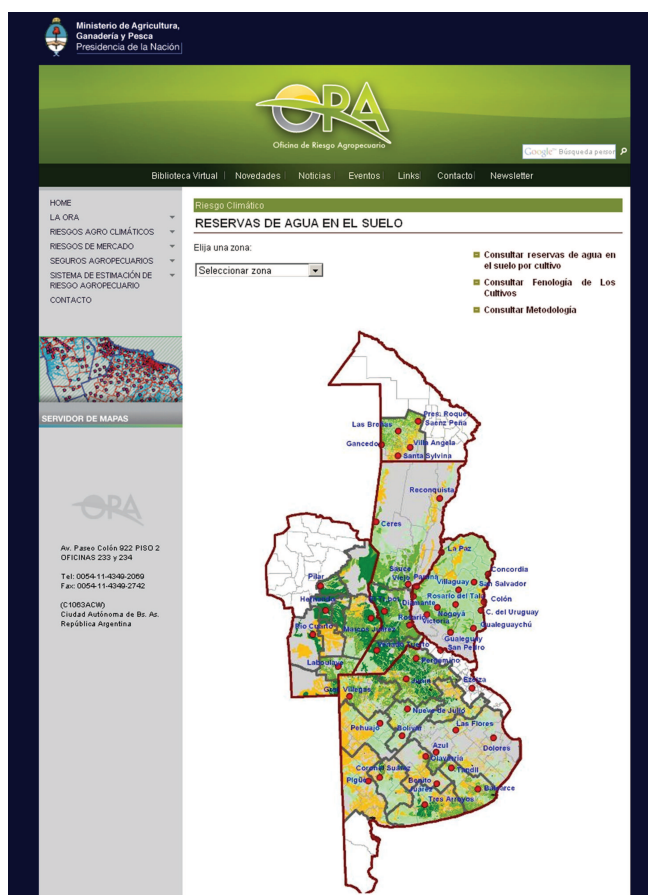 Ministerio de Agricultura,
Ganadería y Pesca
Presidencia de la Nación
ORA
Oficina de Riesgo Agropecuario
Google™ Búsqueda person
Biblioteca Virtual | Novedades | Noticias | Eventos | Links | Contacto | Newsletter
HOME
LA ORA
RIESGOS AGRO CLIMÁTICOS
RIESGOS DE MERCADO
SEGUROS AGROPECUARIOS
SISTEMA DE ESTIMACIÓN DE
RIESGO AGROPECUARIO
CONTACTO
SERVIDOR DE MAPAS
ORA
Av. Paseo Colón 922 PISO 2
OFICINAS 233 y 234
Tel: 0054-11-4349-2069
Fax: 0054-11-4349-2742
(C1063ACW)
Ciudad Autónoma de Bs. As.
República Argentina
Riesgo Climático
RESERVAS DE AGUA EN EL SUELO
Elija una zona:
Seleccionar zona
Consultar reservas de agua en
el suelo por cultivo
Consultar Fenología de Los
Cultivos
Consultar Metodología
Pres. Roque
Saenz Peña
Las Breñas
Gancedo
Villa Angela
Santa Sylvina
Reconquista
Ceres
La Paz
Concordia
Sauce
Viejo
Paraná
Villaguay
San Salvador
Pilar
Rosario del Tala
Colón
Hernando
Diamante
C. del Uruguay
Nogoyá
Rosario
Victoria
Gualeguaychú
Río Cuarto
Marcos Juárez
Gualeguay
San Pedro
Pergamino
Laboulaye
Junín
Ezeiza
Gral. Villegas
Nueve de Julio
Las Flores
Pehuajó
Bolívar
Azul
Dolores
Olavarría
Coronel Suárez
Tandil
Pigüé
Benito
Juárez
Balcarce
Tres Arroyos